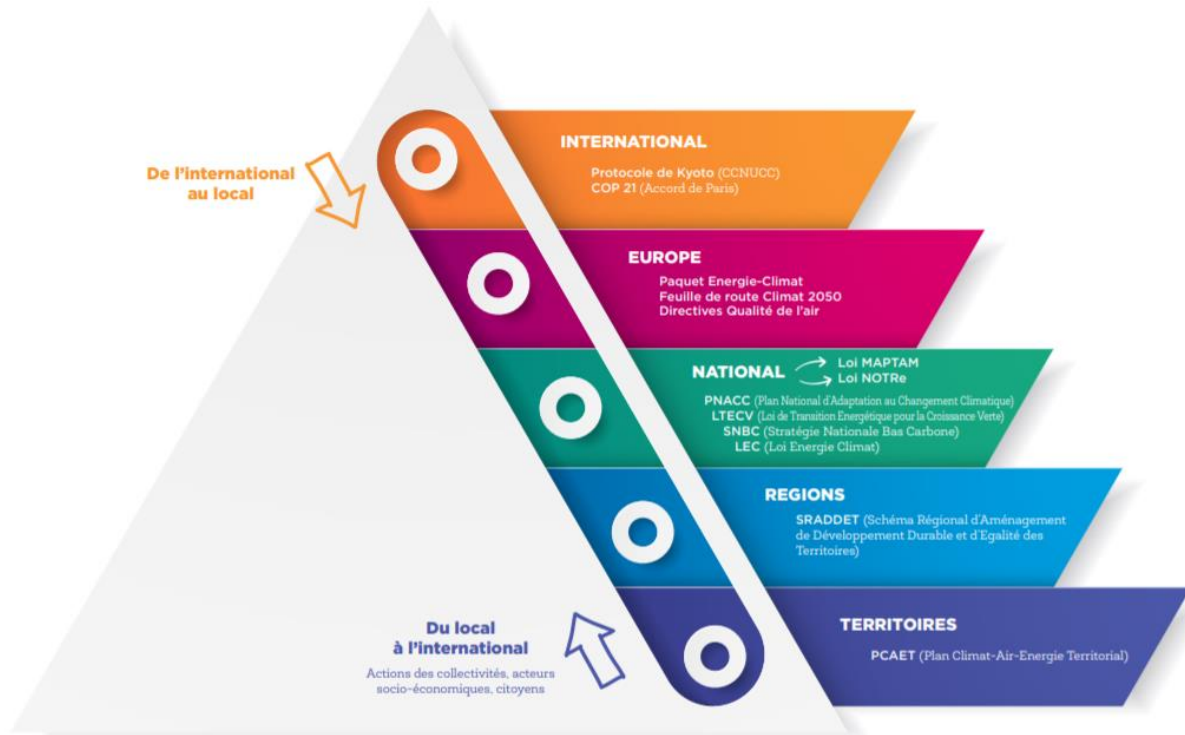 INTERNATIONAL
Protocole de Kyoto (CCNUCC)
COP 21 (Accord de Paris)
De l'international
au local
EUROPE
Paquet Energie-Climat
Feuille de route Climat 2050
Directives Qualité de l'air
NATIONAL
Loi MAPTAM
Loi NOTRe
PNACC (Plan National d'Adaptation au Changement Climatique)
LTECV (Loi de Transition Energétique pour la Croissance Verte)
SNBC (Stratégie Nationale Bas Carbone)
LEC (Loi Energie Climat)
REGIONS
SRADDET (Schéma Régional d'Aménagement
de Développement Durable et d'Egalité des
Territoires)
TERRITOIRES
PCAET (Plan Climat-Air-Energie Territorial)
Du local
à l'international
Actions des collectivités, acteurs
socio-économiques, citoyens